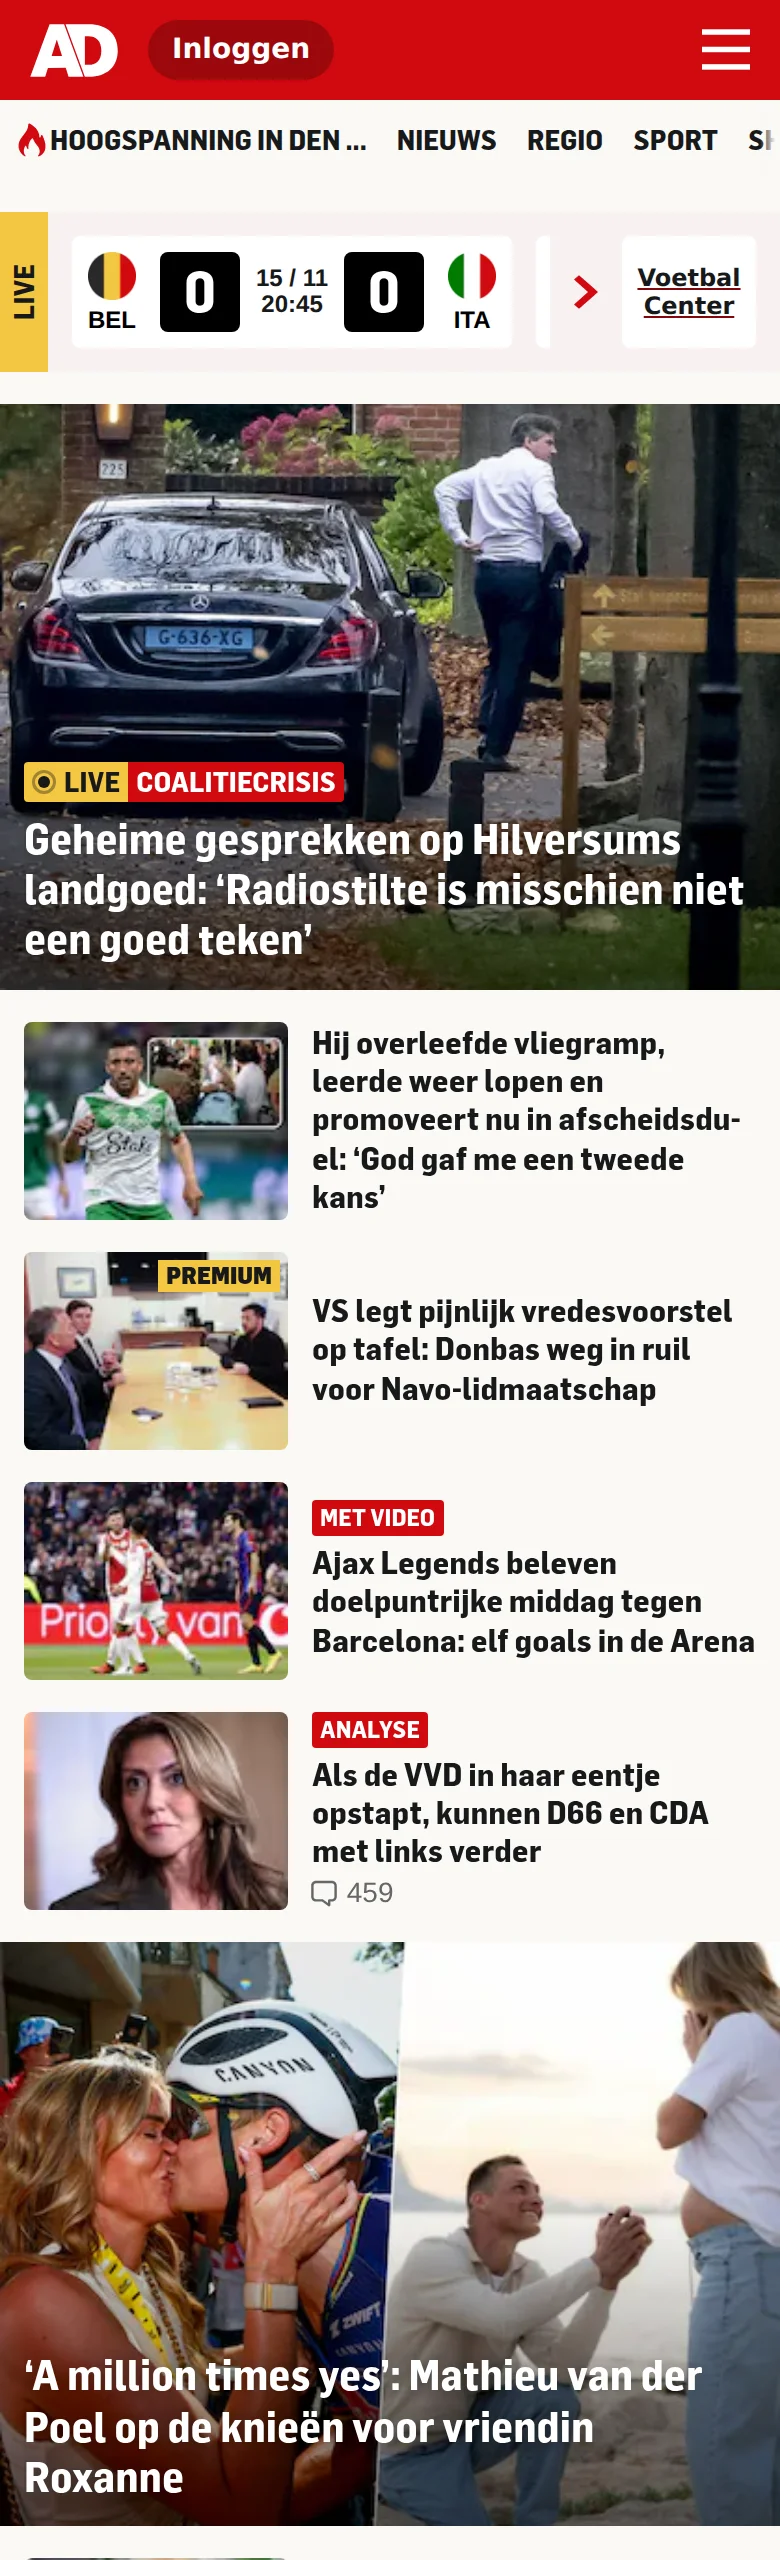 AD Inloggen
HOOGSPANNING IN DEN ... NIEUWS REGIO SPORT
LIVE
BEL
0
15 / 11
20:45
0
ITA
Voetbal
Center
225
G-636-XG
LIVE COALITIECRISIS
Geheime gesprekken op Hilversums
landgoed: ‘Radiostilte is misschien niet
een goed teken’
Stake
Hij overleefde vliegramp,
leerde weer lopen en
promoveert nu in afscheidsdu-
el: ‘God gaf me een tweede
kans’
PREMIUM
VS legt pijnlijk vredesvoorstel
op tafel: Donbas weg in ruil
voor Navo-lidmaatschap
van
MET VIDEO
Ajax Legends beleven
doelpuntrijke middag tegen
Barcelona: elf goals in de Arena
ANALYSE
Als de VVD in haar eentje
opstapt, kunnen D66 en CDA
met links verder
459
CANYON
ZWIFT
‘A million times yes’: Mathieu van der
Poel op de knieën voor vriendin
Roxanne